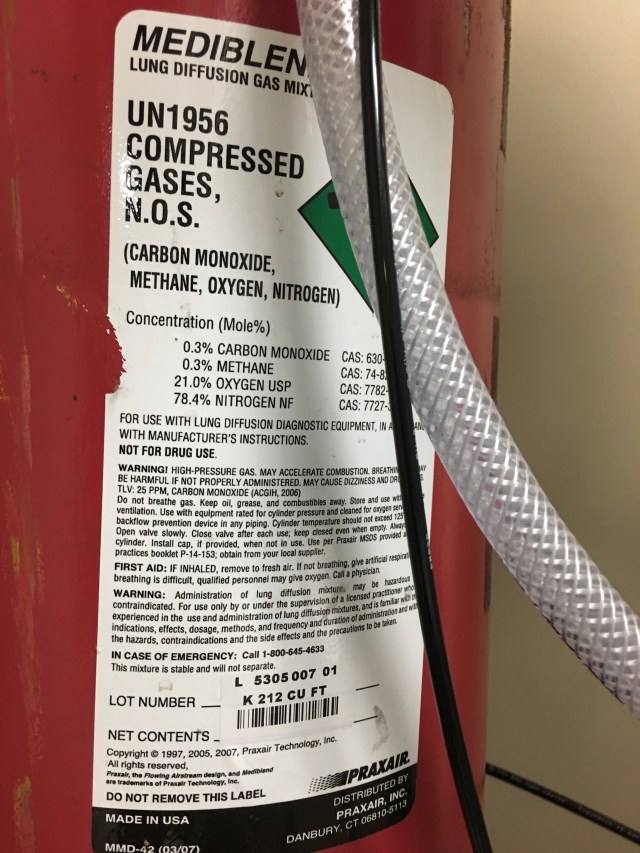 MEDIBLEN
LUNG DIFFUSION GAS MIX
UN1956
COMPRESSED
GASES,
N.O.S.
(CARBON MONOXIDE,
METHANE, OXYGEN, NITROGEN)
Concentration (Mole%)
0.3% CARBON MONOXIDE CAS: 630-
0.3% METHANE CAS: 74-8
21.0% OXYGEN USP CAS: 7782-
78.4% NITROGEN NF CAS: 7727-
FOR USE WITH LUNG DIFFUSION DIAGNOSTIC EQUIPMENT, IN
WITH MANUFACTURER'S INSTRUCTIONS.
NOT FOR DRUG USE.
WARNING! HIGH-PRESSURE GAS. MAY ACCELERATE COMBUSTION. BREATHIN
BE HARMFUL IF NOT PROPERLY ADMINISTERED. MAY CAUSE DIZZINESS AND
TLV: 25 PPM, CARBON MONOXIDE (ACGIH, 2006)
Do not breathe gas. Keep oil, grease, and combustibles away. Store and use with
ventilation. Use with equipment rated for cylinder pressure and cleaned for oxygen
backflow prevention device in any piping. Cylinder temperature should not exceed 125
Open valve slowly. Close valve after each use; keep closed even when empty.
cylinder. Install cap, if provided, when not in use. Use per Praxair MSDS provided
practices booklet P-14-153; obtain from your local supplier.
FIRST AID: IF INHALED, remove to fresh air. If not breathing, give artificial
breathing is difficult, qualified personnel may give oxygen. Call a physician.
WARNING: Administration of lung diffusion mixture may be hazardous
contraindicated. For use only by or under the supervision of a licensed practitioner who
experienced in the use and administration of lung diffusion mixtures, and is familiar with
indications, effects, dosage, methods, and frequency and duration of administration and with
the hazards, contraindications and the side effects and the precautions to be taken.
IN CASE OF EMERGENCY: Call 1-800-645-4633
This mixture is stable and will not separate.
L 5305007 01
LOT NUMBER K 212 CU FT
NET CONTENTS
Copyright © 1997, 2005, 2007, Praxair Technology, Inc.
All rights reserved,
Praxair, the Flowing Airstream design, and Mediblend
are trademarks of Praxair Technology, Inc.
DO NOT REMOVE THIS LABEL
PRAXAIR
DISTRIBUTED BY
PRAXAIR, INC.
DANBURY, CT 06810-5113
MADE IN USA
MMD-42 (03/07)